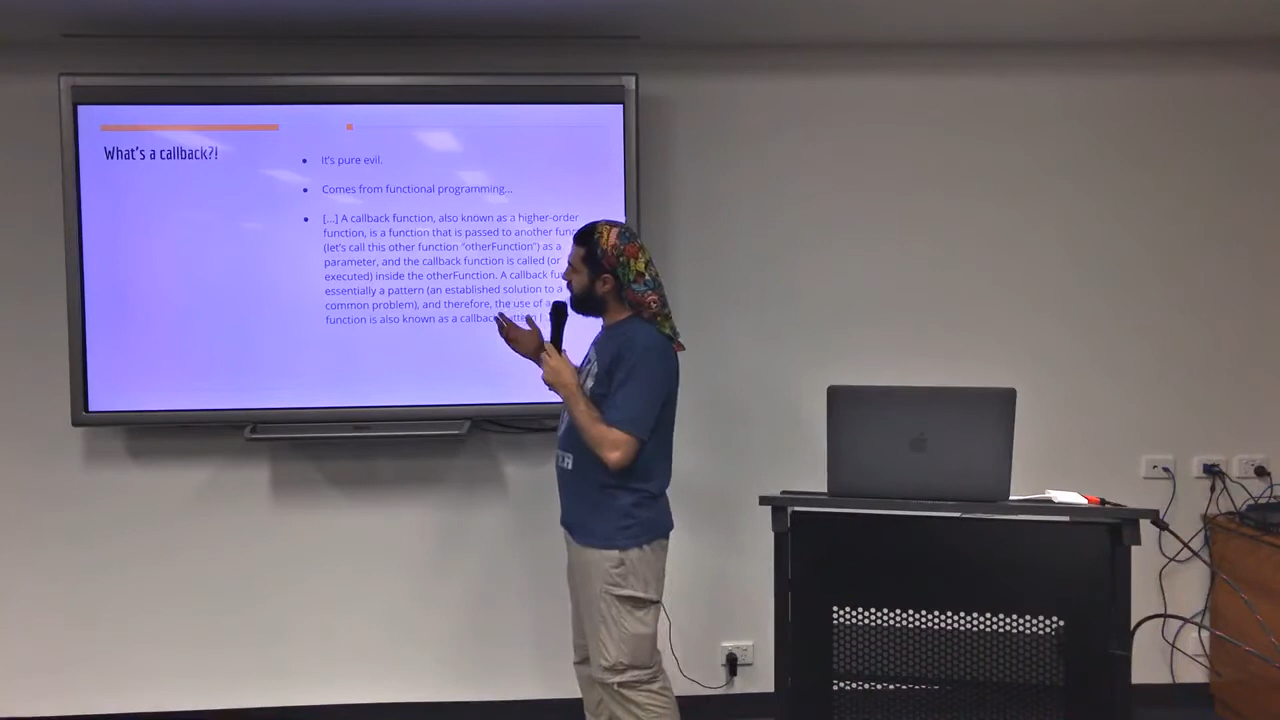 What's a callback?!
It's pure evil.
Comes from functional programming...
[...] A callback function, also known as a higher-order
function, is a function that is passed to another
(let's call this other function "otherFunction") as a
parameter, and the callback function is called (or
executed) inside the otherFunction. A callback
essentially a pattern (an established solution to a
common problem), and therefore, the use of a
function is also known as a callback